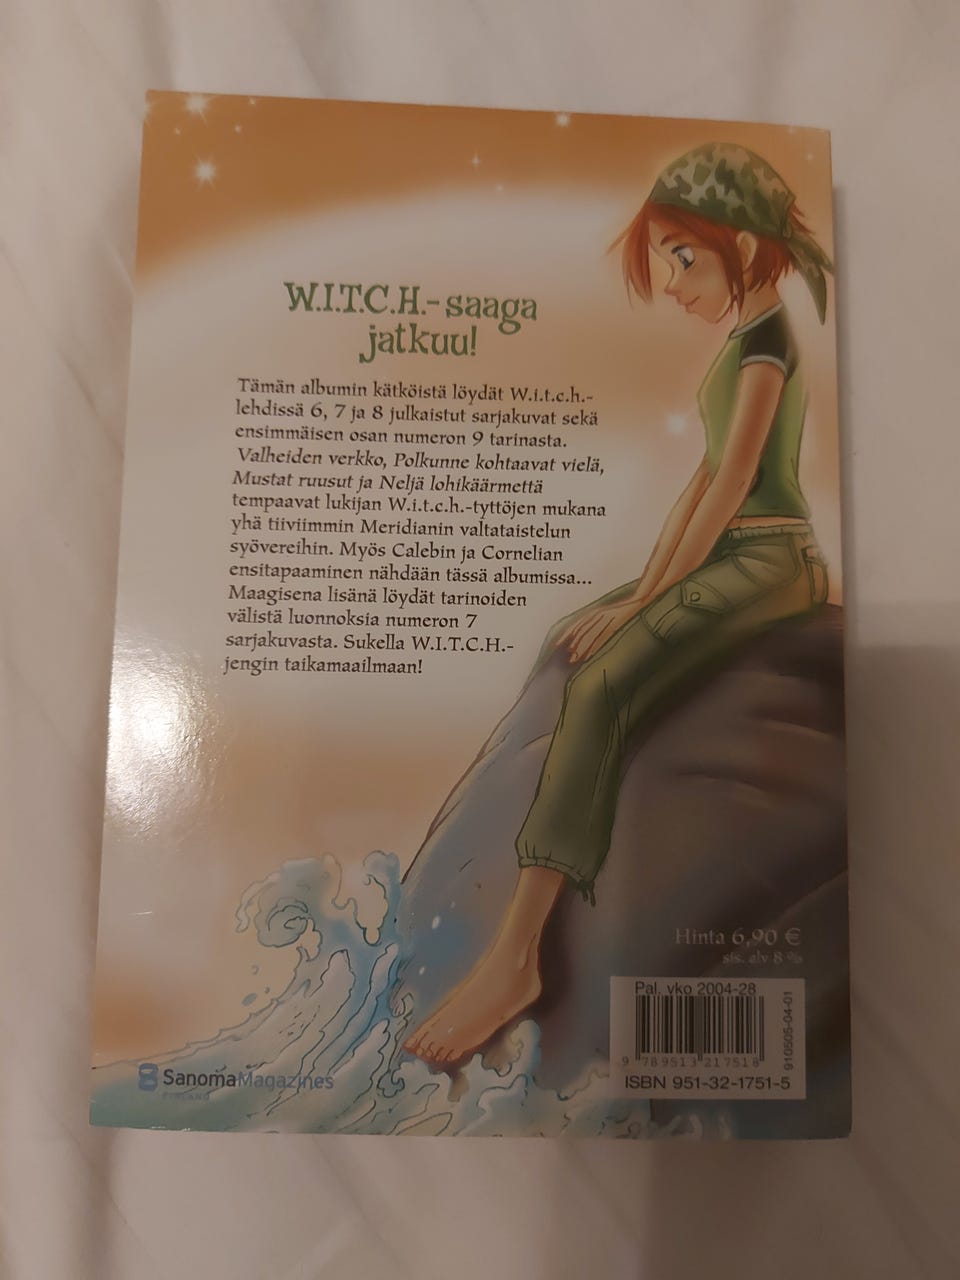 W.I.T.C.H.-saaga
jatkuu!
Tämän albumin kätköistä löydät W.i.t.c.h.-
lehdissä 6, 7 ja 8 julkaistut sarjakuvat sekä
ensimmäisen osan numeron 9 tarinasta.
Valheiden verkko, Polkunne kohtaavat vielä,
Mustat ruusut ja Neljä lohikäärmettä
tempaavat lukijan W.i.t.c.h.-tyttöjen mukana
yhä tiiviimmin Meridianin valtataistelun
syövereihin. Myös Calebin ja Cornelian
ensitapaaminen nähdään tässä albumissa...
Maagisena lisänä löydät tarinoiden
välistä luonnoksia numeron 7
sarjakuvasta. Sukella W.I.T.C.H.-
jengin taikamaailmaan!
Hinta 6,90 €
sis. alv 8 %
Pal. vko 2004-28
9 789513 217518
910505-04-01
ISBN 951-32-1751-5
SanomaMagazines
FINLAND